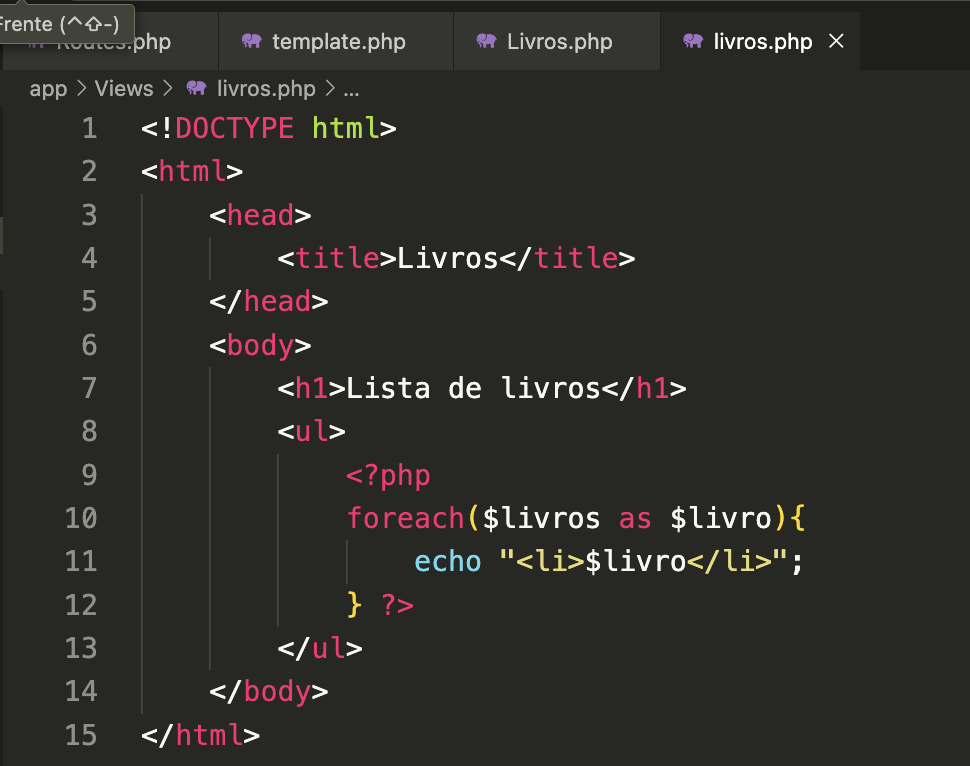 Frente (^⇧-)
Routes.php template.php Livros.php livros.php ×
app > Views > livros.php > ...
1 <!DOCTYPE html>
2 <html>
3 <head>
4 <title>Livros</title>
5 </head>
6 <body>
7 <h1>Lista de livros</h1>
8 <ul>
9 <?php
10 foreach($livros as $livro){
11 echo "<li>$livro</li>";
12 } ?>
13 </ul>
14 </body>
15 </html>